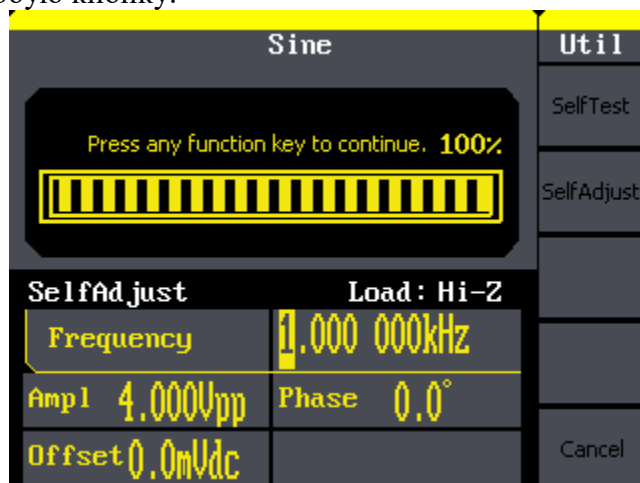 Sine
Util
SelfTest
Press any function key to continue. 100%
SelfAdjust
SelfAdjust Load: Hi-Z
Frequency 1.000 000kHz
Ampl 4.000Vpp Phase 0.0°
Offset 0.0mVdc
Cancel